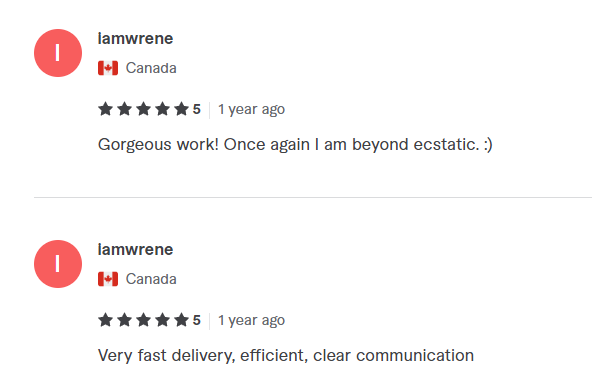 I
iamwrene
Canada
5 1 year ago
Gorgeous work! Once again I am beyond ecstatic. :)
I
iamwrene
Canada
5 1 year ago
Very fast delivery, efficient, clear communication